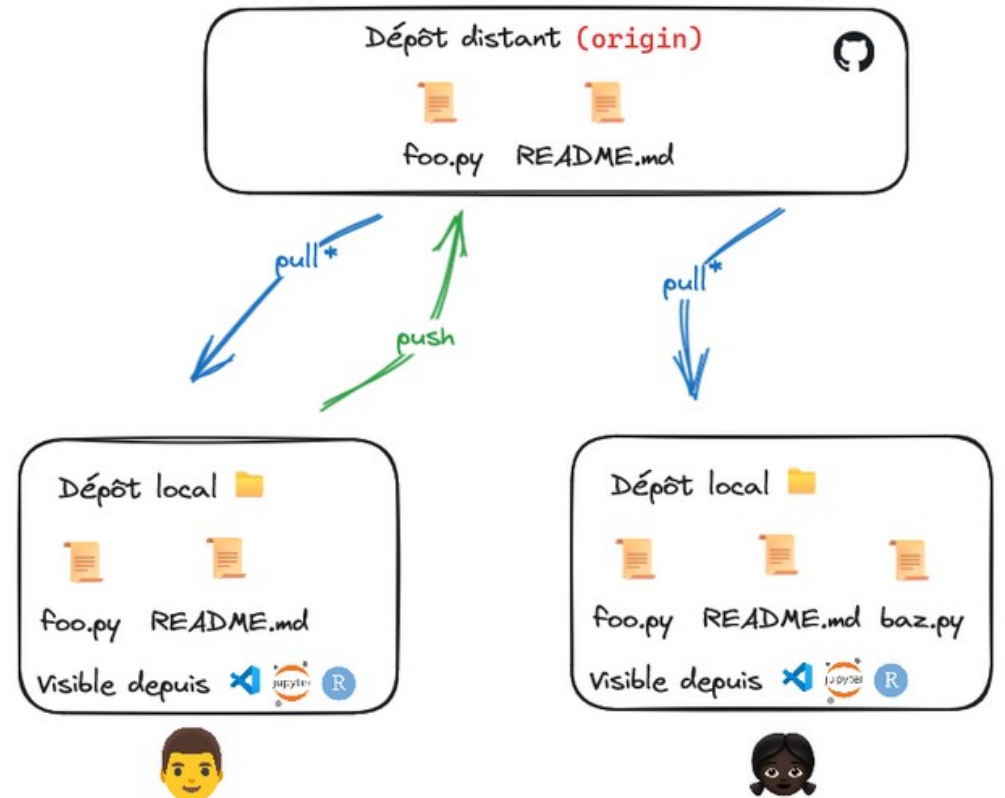 Dépôt distant (origin)
foo.py README.md
pull*
pull*
push
Dépôt local
foo.py README.md
Visible depuis jupyter R
Dépôt local
foo.py README.md baz.py
Visible depuis jupyter R